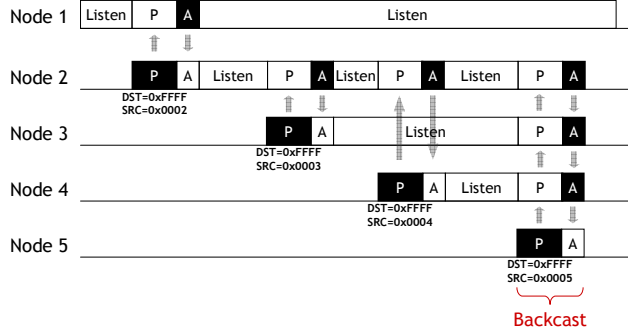 Node 1 Listen P A Listen
Node 2 P A Listen P A Listen P A Listen P A
DST=0xFFFF
SRC=0x0002
Node 3 P A Listen P A
DST=0xFFFF
SRC=0x0003
Node 4 P A Listen P A
DST=0xFFFF
SRC=0x0004
Node 5 P A
DST=0xFFFF
SRC=0x0005
Backcast